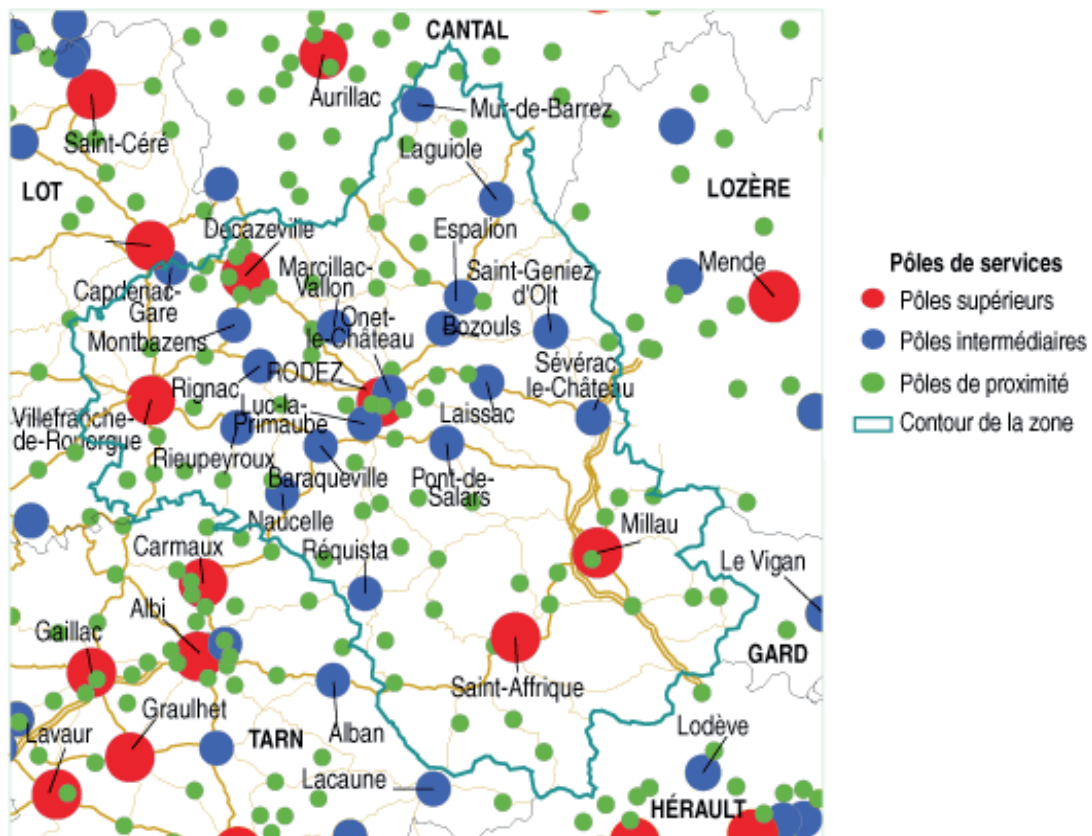 CANTAL
Aurillac
Mur-de-Barrez
Saint-Céré
Laguiole
LOT
LOZÈRE
Decazeville
Espalion
Marcillac-
Vallon
Saint-Geniez-
d'Olt
Mende
Capdenac-
Gare
Onet-
le-Château
Bozouls
Montbazens
Sévérac
le-Château
Rignac
RODEZ
Laissac
Luc-la-
Primaube
Villefranche-
de-Rouergue
Rieupeyroux
Baraqueville
Pont-de-
Salars
Naucelle
Millau
Carmaux
Réquista
Le Vigan
Albi
Gaillac
GARD
Saint-Affrique
Graulhet
Lavaur
TARN
Alban
Lodève
Lacaune
HÉRAULT
Pôles de services
Pôles supérieurs
Pôles intermédiaires
Pôles de proximité
Contour de la zone